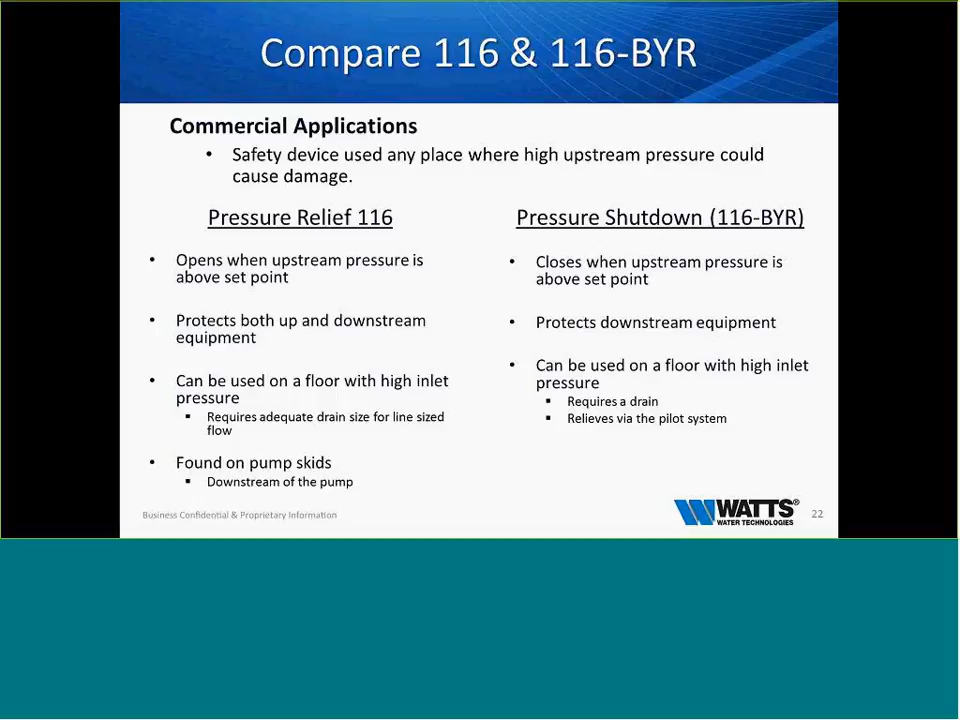 Compare 116 & 116-BYR
Commercial Applications
• Safety device used any place where high upstream pressure could
cause damage.
Pressure Relief 116
• Opens when upstream pressure is
above set point
• Protects both up and downstream
equipment
• Can be used on a floor with high inlet
pressure
▪ Requires adequate drain size for line sized
flow
• Found on pump skids
▪ Downstream of the pump
Pressure Shutdown (116-BYR)
• Closes when upstream pressure is
above set point
• Protects downstream equipment
• Can be used on a floor with high inlet
pressure
▪ Requires a drain
▪ Relieves via the pilot system
Business Confidential & Proprietary Information
WATTS®
WATER TECHNOLOGIES
22